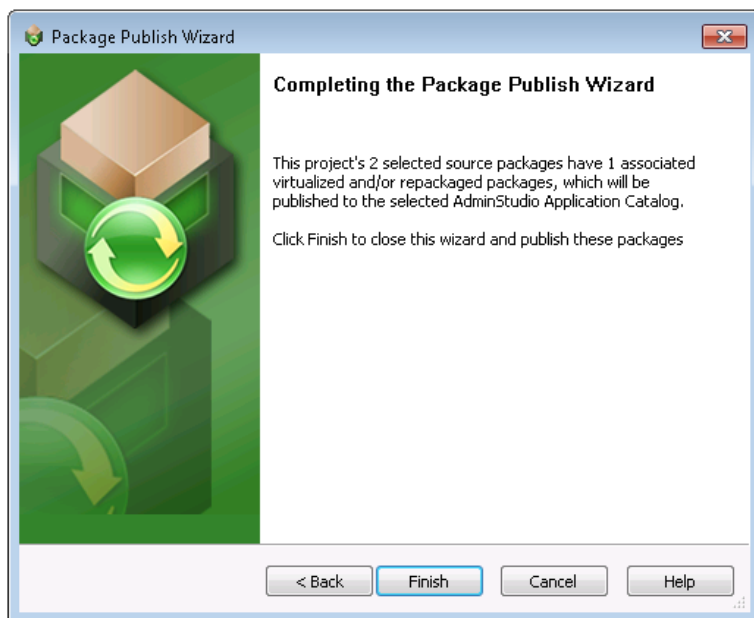 Package Publish Wizard
Completing the Package Publish Wizard
This project's 2 selected source packages have 1 associated
virtualized and/or repackaged packages, which will be
published to the selected AdminStudio Application Catalog.
Click Finish to close this wizard and publish these packages
< Back
Finish
Cancel
Help